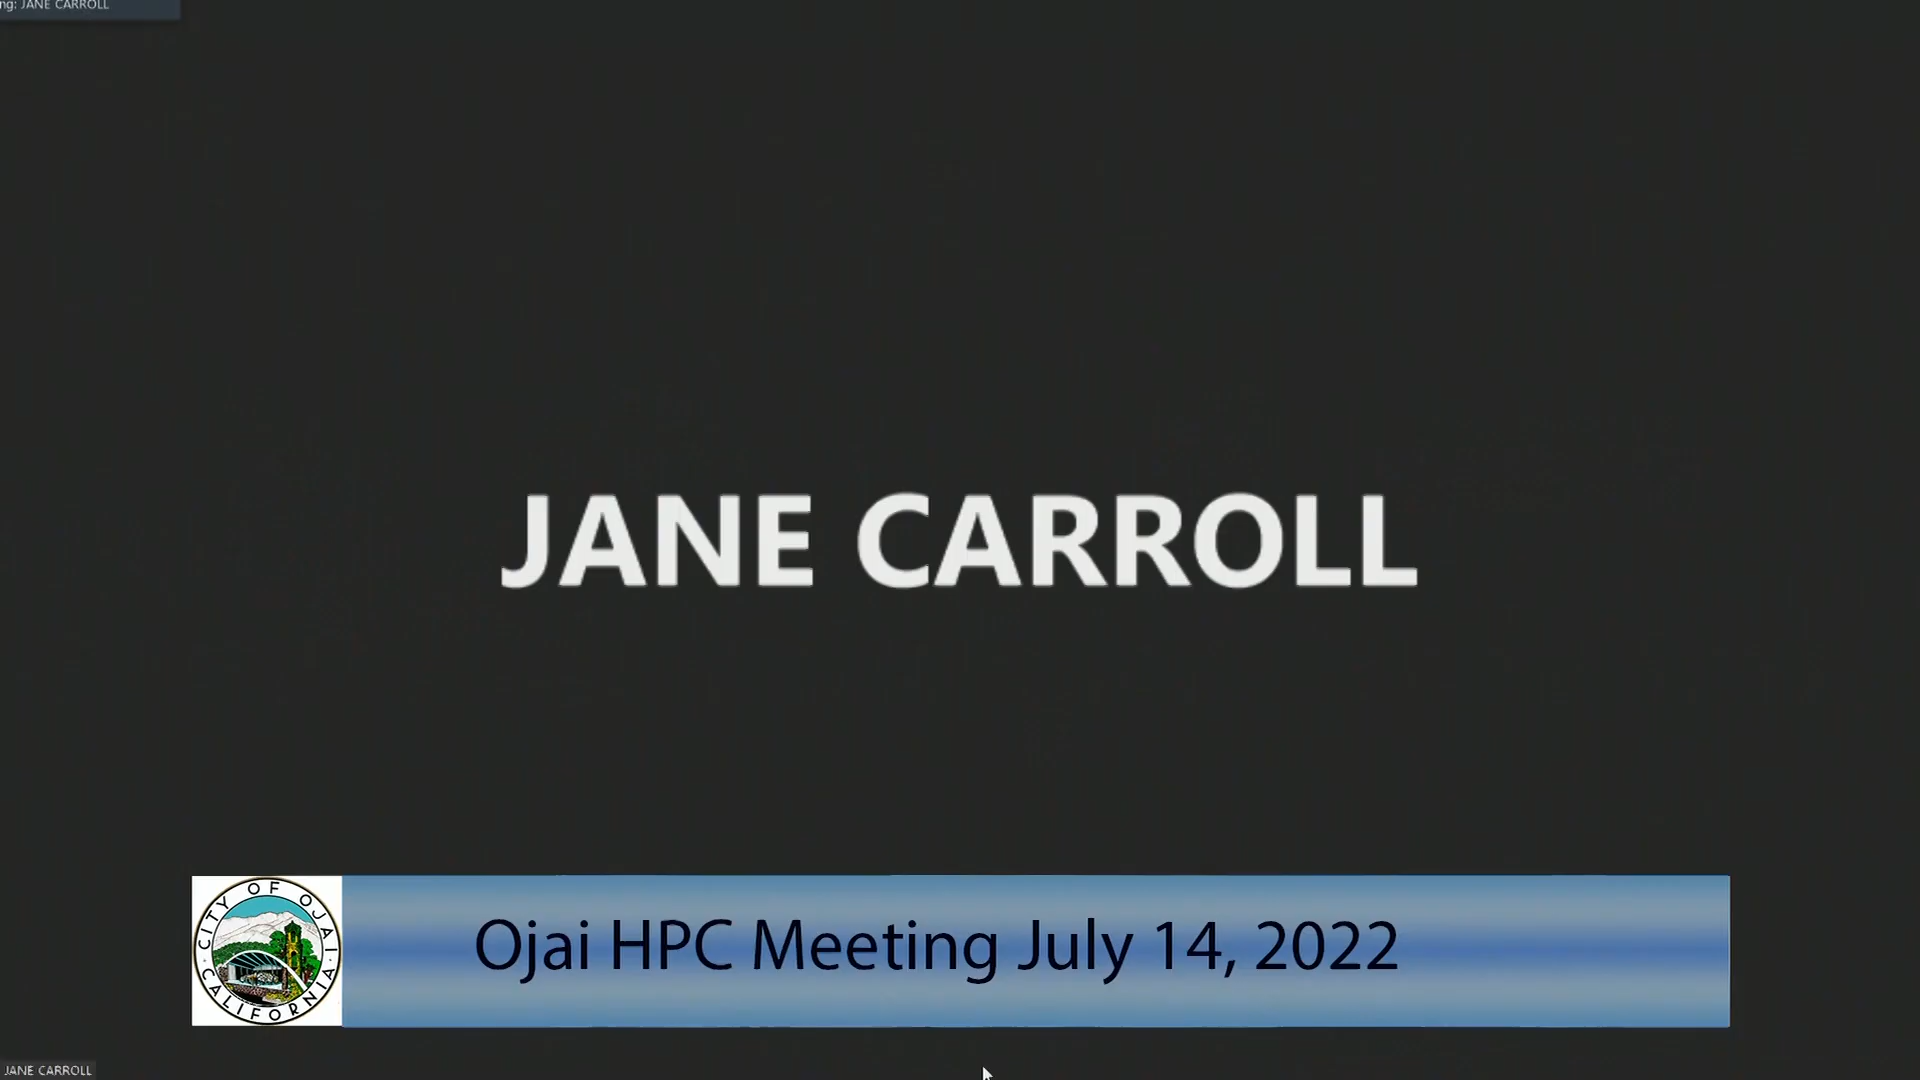 ng: JANE CARROLL
JANE CARROLL
CITY OF OJAI
CALIFORNIA
Ojai HPC Meeting July 14, 2022
JANE CARROLL